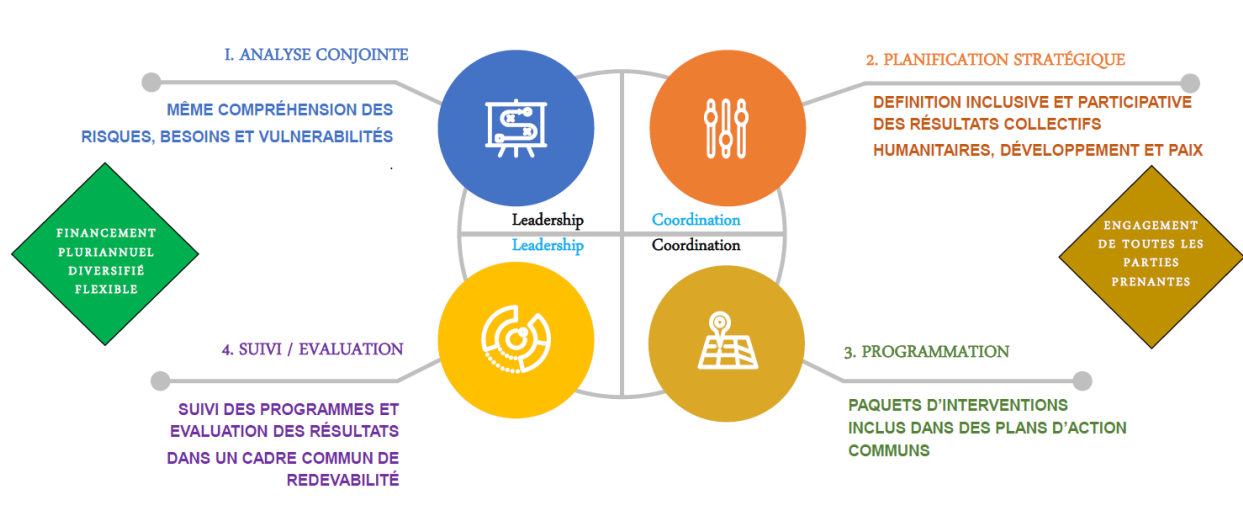 1. ANALYSE CONJOINTE
MÊME COMPRÉHENSION DES
RISQUES, BESOINS ET VULNERABILITÉS
2. PLANIFICATION STRATÉGIQUE
DEFINITION INCLUSIVE ET PARTICIPATIVE
DES RÉSULTATS COLLECTIFS
HUMANITAIRES, DÉVELOPPEMENT ET PAIX
FINANCEMENT
PLURIANNUEL
DIVERSIFIÉ
FLEXIBLE
Leadership
Coordination
Leadership
Coordination
ENGAGEMENT
DE TOUTES LES
PARTIES
PRENANTES
4. SUIVI / EVALUATION
SUIVI DES PROGRAMMES ET
EVALUATION DES RÉSULTATS
DANS UN CADRE COMMUN DE
REDEVABILITÉ
3. PROGRAMMATION
PAQUETS D'INTERVENTIONS
INCLUS DANS DES PLANS D'ACTION
COMMUNS